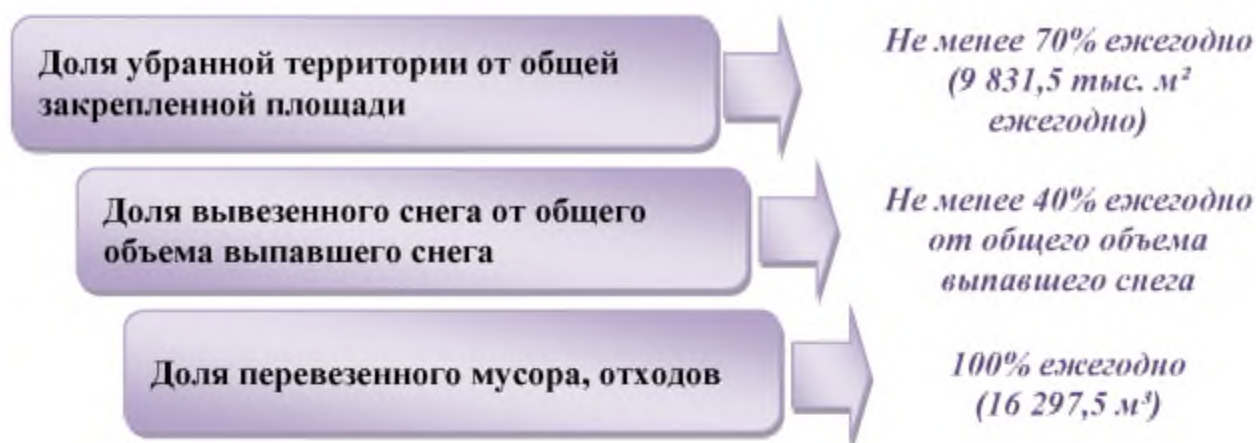 Доля убранной территории от общей
закрепленной площади
Не менее 70% ежегодно
(9 831,5 тыс. м²
ежегодно)
Доля вывезенного снега от общего
объема выпавшего снега
Не менее 40% ежегодно
от общего объема
выпавшего снега
Доля перевезенного мусора, отходов
100% ежегодно
(16 297,5 м³)